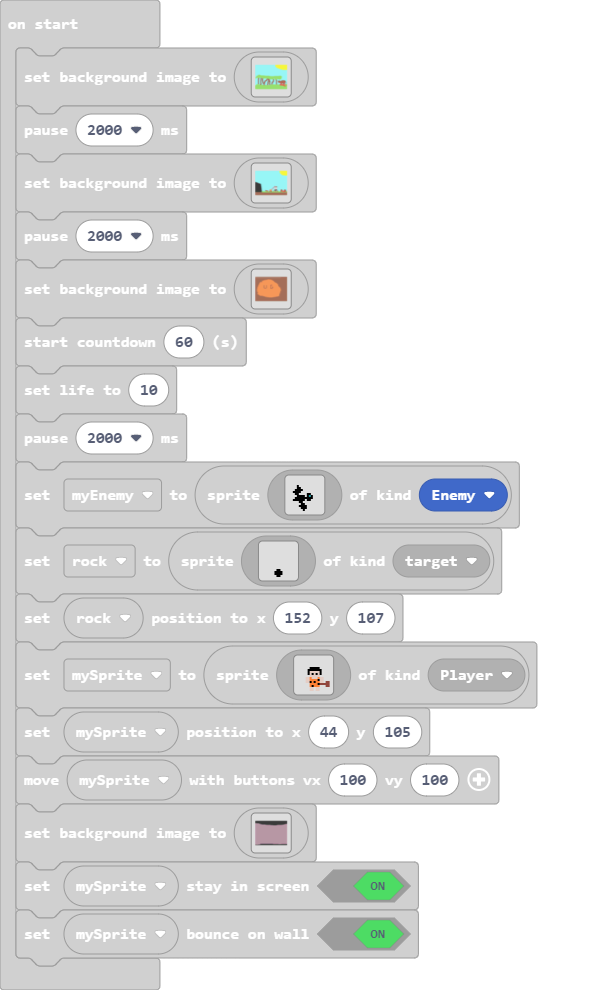 on start
set background image to
pause 2000 ms
set background image to
pause 2000 ms
set background image to
start countdown 60 (s)
set life to 10
pause 2000 ms
set myEnemy to sprite of kind Enemy
set rock to sprite of kind target
set rock position to x 152 y 107
set mySprite to sprite of kind Player
set mySprite position to x 44 y 105
move mySprite with buttons vx 100 vy 100
set background image to
set mySprite stay in screen ON
set mySprite bounce on wall ON